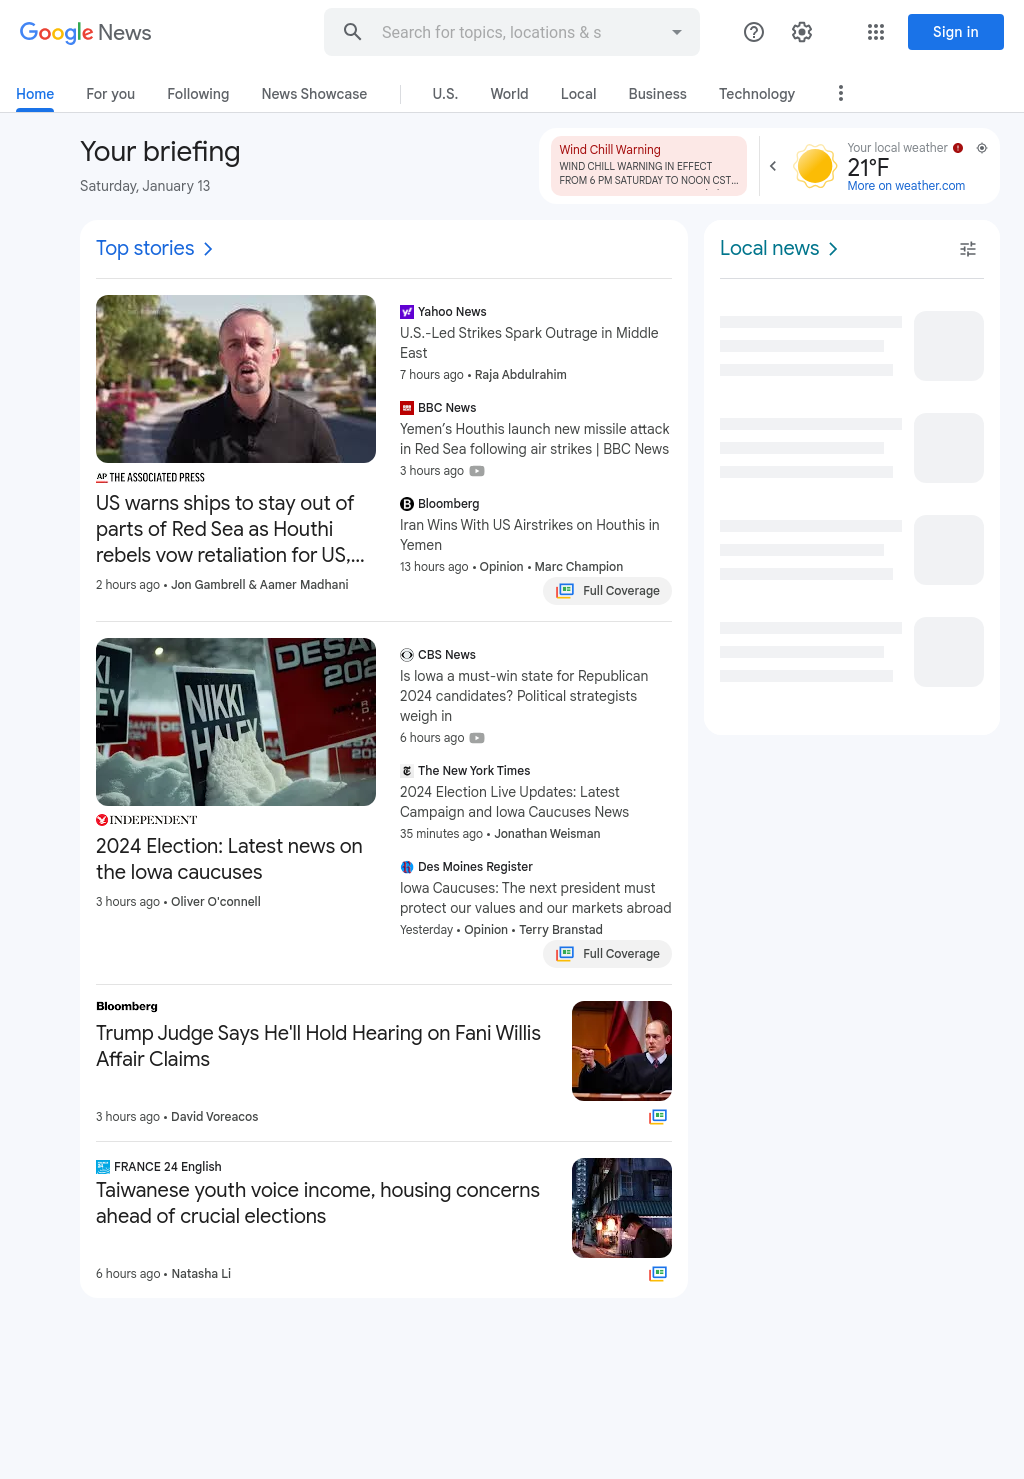 Google News
Search for topics, locations & s
Sign in
Home
For you
Following
News Showcase
U.S.
World
Local
Business
Technology
Your briefing
Saturday, January 13
Wind Chill Warning
WIND CHILL WARNING IN EFFECT
FROM 6 PM SATURDAY TO NOON CST...
Your local weather
21°F
More on weather.com
Top stories
AP THE ASSOCIATED PRESS
US warns ships to stay out of
parts of Red Sea as Houthi
rebels vow retaliation for US,...
2 hours ago • Jon Gambrell & Aamer Madhani
Yahoo News
U.S.-Led Strikes Spark Outrage in Middle
East
7 hours ago • Raja Abdulrahim
BBC News
Yemen's Houthis launch new missile attack
in Red Sea following air strikes | BBC News
3 hours ago
Bloomberg
Iran Wins With US Airstrikes on Houthis in
Yemen
13 hours ago • Opinion • Marc Champion
Full Coverage
DESA
202
NIKKI
HALEY
INDEPENDENT
2024 Election: Latest news on
the Iowa caucuses
3 hours ago • Oliver O'connell
CBS News
Is Iowa a must-win state for Republican
2024 candidates? Political strategists
weigh in
6 hours ago
The New York Times
2024 Election Live Updates: Latest
Campaign and Iowa Caucuses News
35 minutes ago • Jonathan Weisman
Des Moines Register
Iowa Caucuses: The next president must
protect our values and our markets abroad
Yesterday • Opinion • Terry Branstad
Full Coverage
Bloomberg
Trump Judge Says He'll Hold Hearing on Fani Willis
Affair Claims
3 hours ago • David Voreacos
FRANCE 24 English
Taiwanese youth voice income, housing concerns
ahead of crucial elections
6 hours ago • Natasha Li
Local news